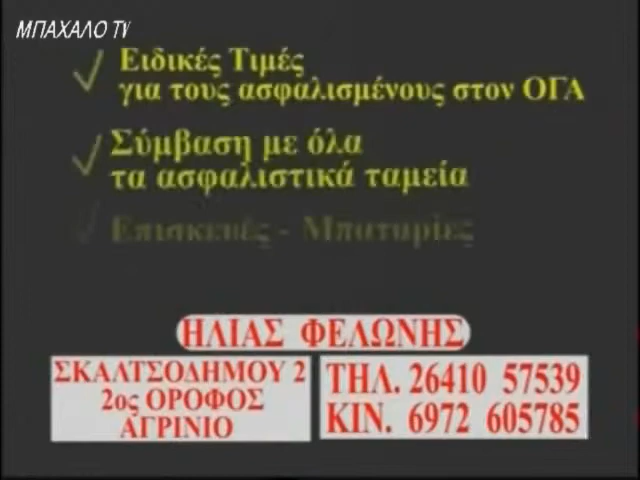 ΜΠΑΧΑΛΟ TV
Ειδικές Τιμές
για τους ασφαλισμένους στον ΟΓΑ
Σύμβαση με όλα
τα ασφαλιστικά ταμεία
Επισκευές - Μπαταρίες
ΗΛΙΑΣ ΦΕΛΩΝΗΣ
ΣΚΑΛΤΣΟΔΗΜΟΥ 2
2ος ΟΡΟΦΟΣ
ΑΓΡΙΝΙΟ
ΤΗΛ. 26410 57539
ΚΙΝ. 6972 605785